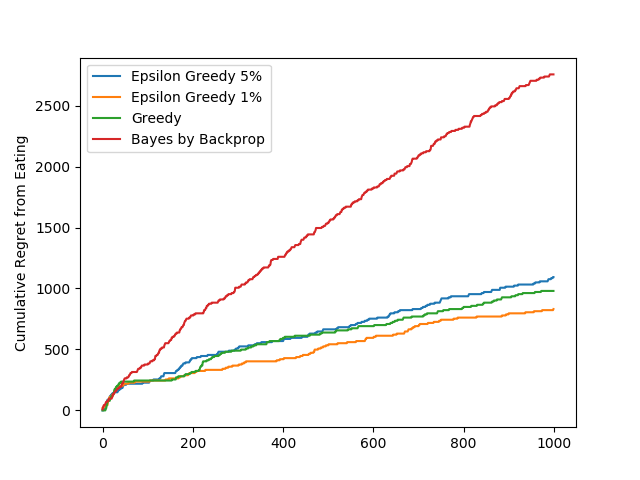 Epsilon Greedy 5%
Epsilon Greedy 1%
Greedy
Bayes by Backprop
Cumulative Regret from Eating
2500
2000
1500
1000
500
0
0 200 400 600 800 1000